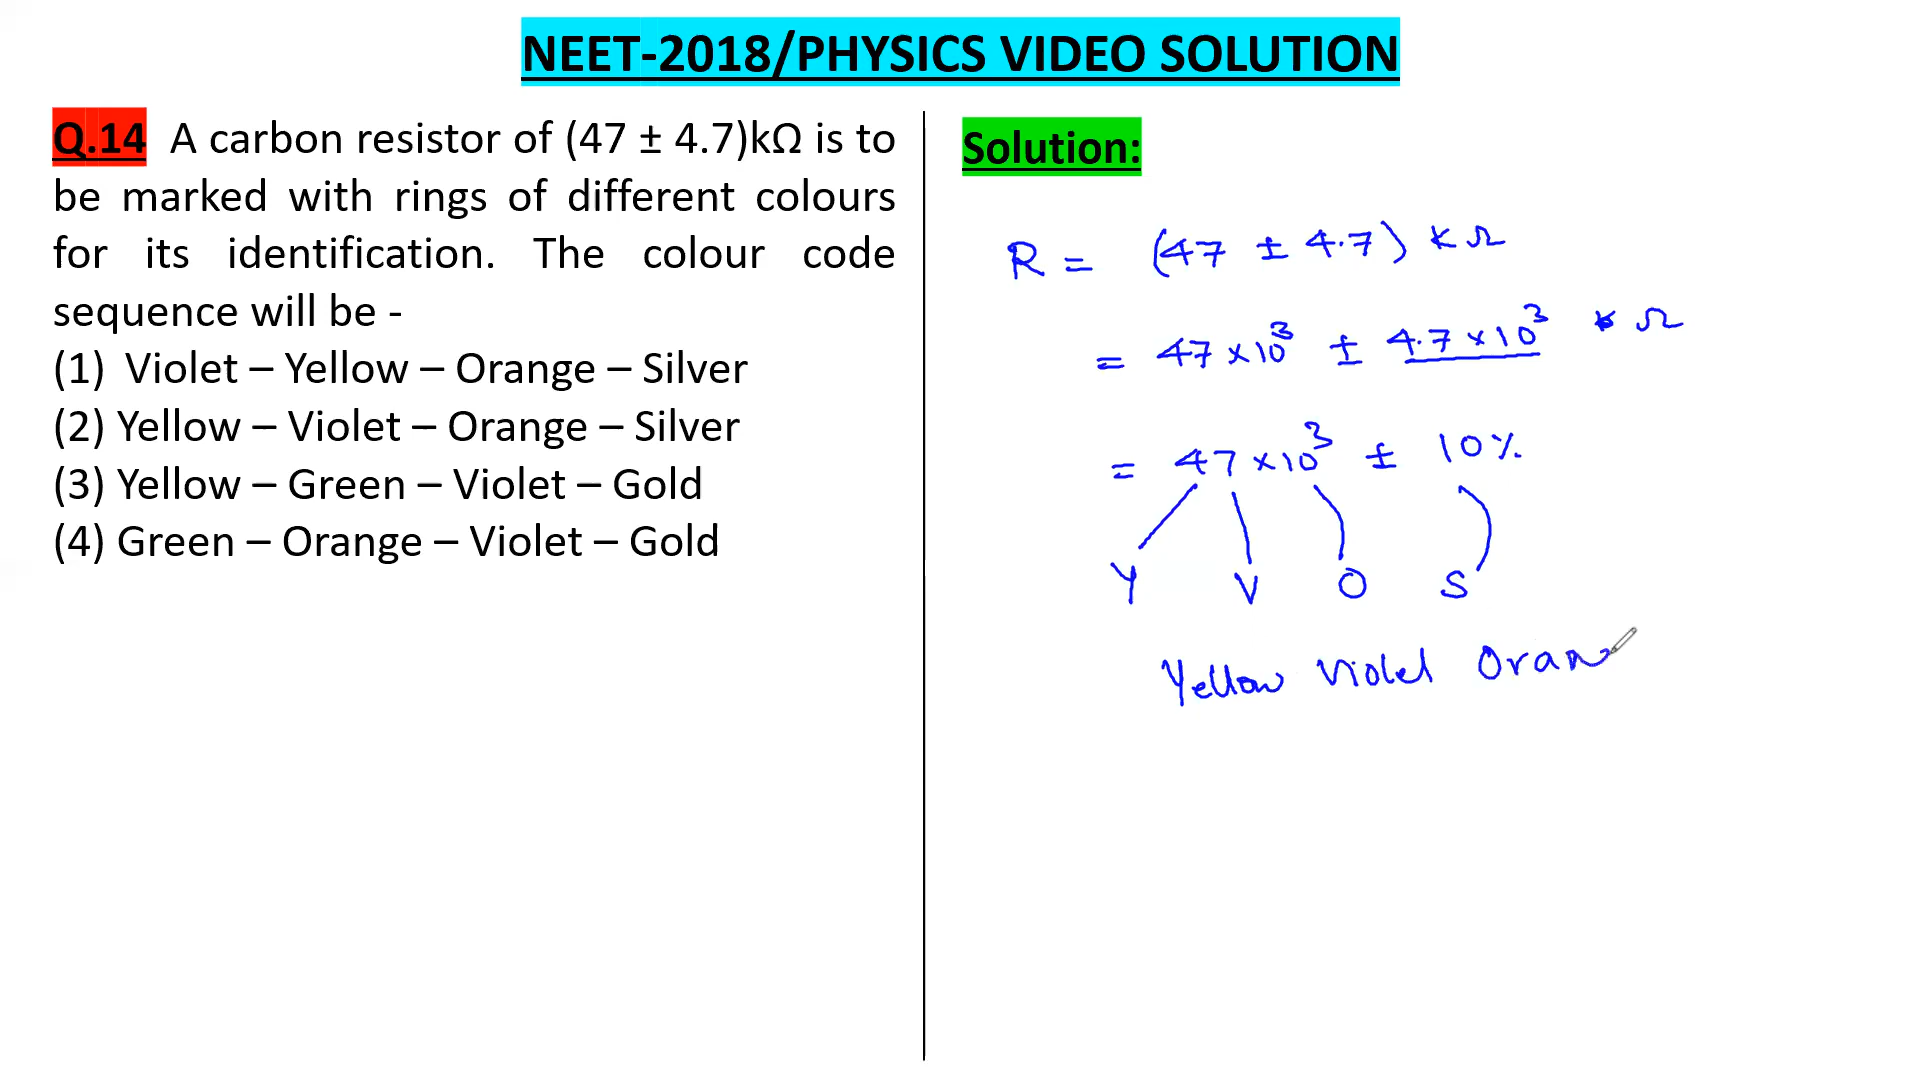 NEET-2018/PHYSICS VIDEO SOLUTION
Q.14 A carbon resistor of (47 ± 4.7)kΩ is to
be marked with rings of different colours
for its identification. The colour code
sequence will be -
(1) Violet – Yellow – Orange – Silver
(2) Yellow – Violet – Orange – Silver
(3) Yellow – Green – Violet – Gold
(4) Green – Orange – Violet – Gold
Solution:
R = (47 ± 4.7) k Ω
= 47 × 10³ ± 4.7 × 10³ Ω
= 47 × 10³ ± 10%
Y V O S
Yellow Violet Oran